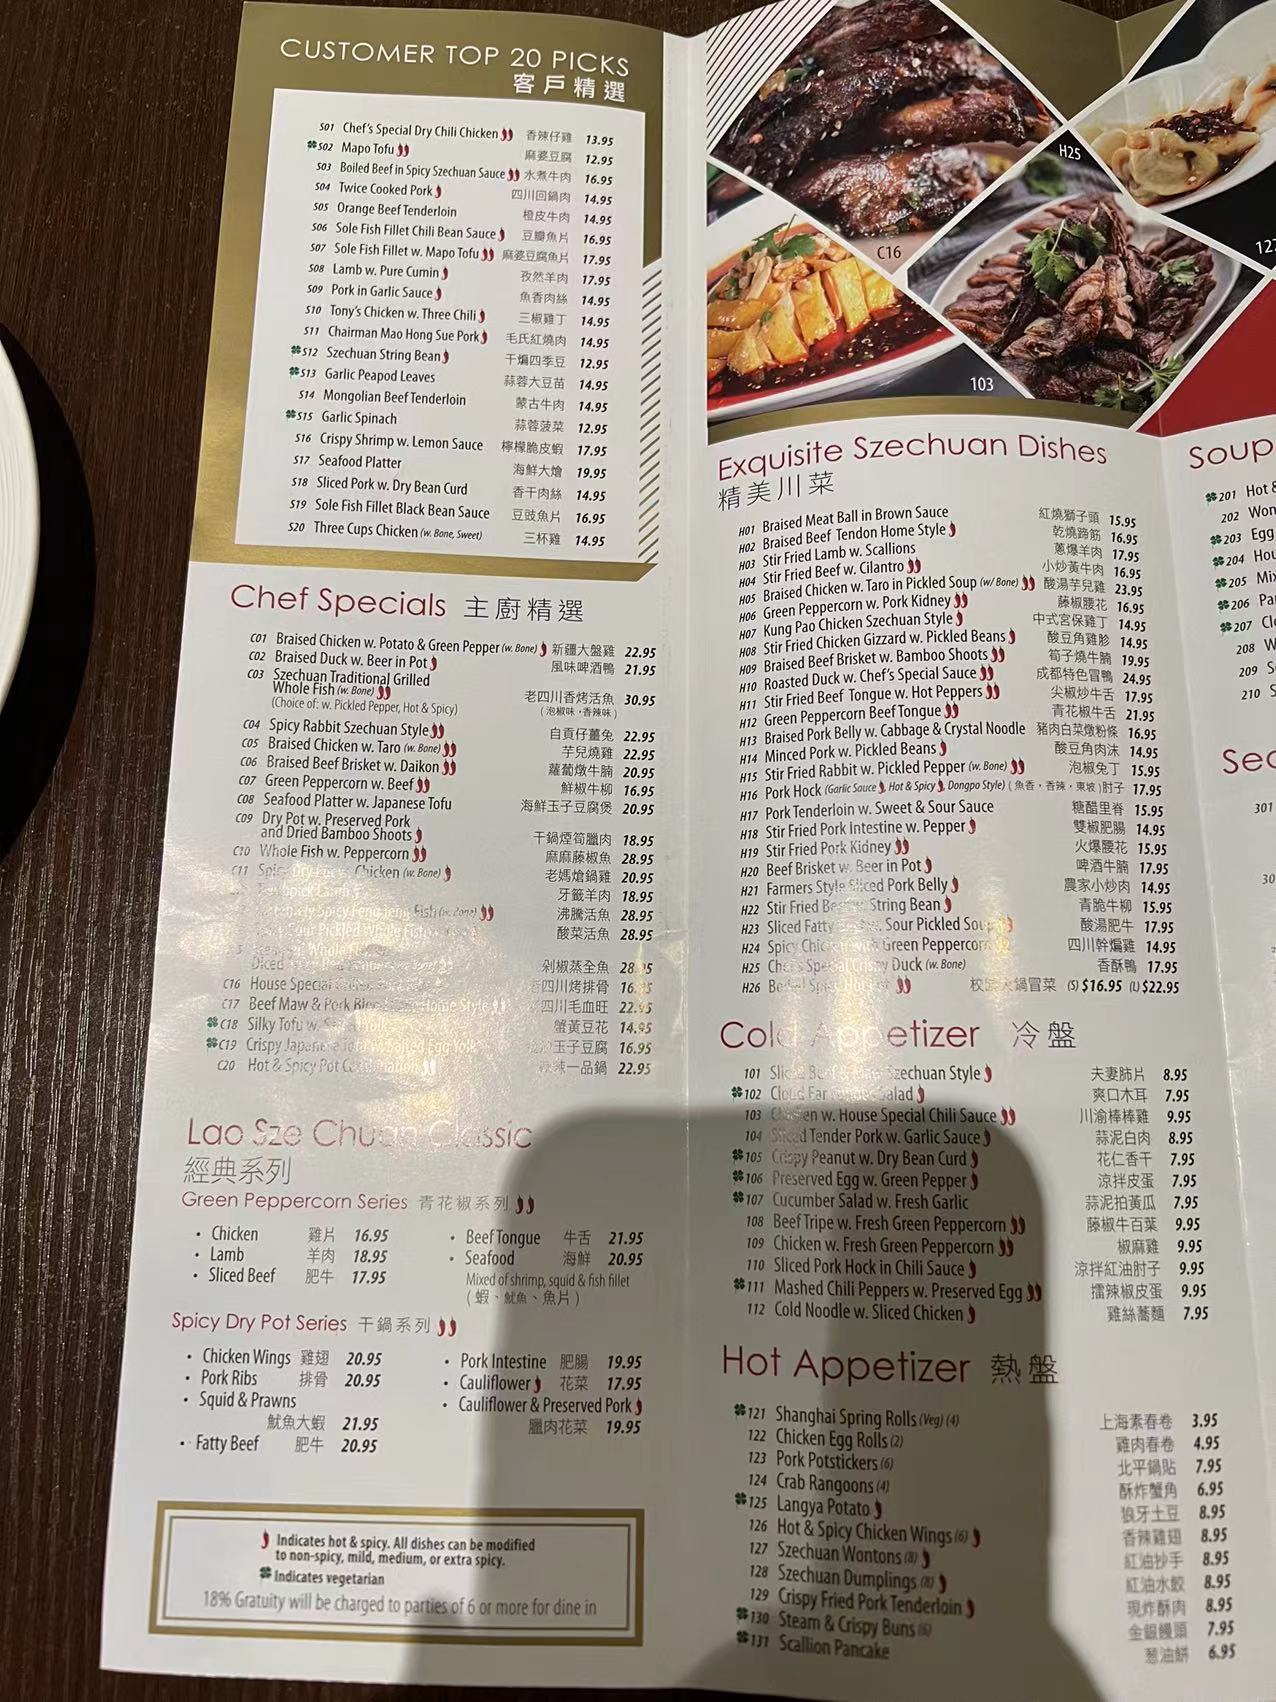 CUSTOMER TOP 20 PICKS
客戶精選
S01 Chef's Special Dry Chili Chicken 香辣仔雞 13.95
S02 Mapo Tofu 麻婆豆腐 12.95
S03 Boiled Beef in Spicy Szechuan Sauce 水煮牛肉 16.95
S04 Twice Cooked Pork 四川回鍋肉 14.95
S05 Orange Beef Tenderloin 橙皮牛肉 14.95
S06 Sole Fish Fillet Chili Bean Sauce 豆瓣魚片 16.95
S07 Sole Fish Fillet w. Mapo Tofu 麻婆豆腐魚片 17.95
S08 Lamb w. Pure Cumin 孜然羊肉 17.95
S09 Pork in Garlic Sauce 魚香肉絲 14.95
S10 Tony's Chicken w. Three Chili 三椒雞丁 14.95
S11 Chairman Mao Hong Sue Pork 毛氏紅燒肉 14.95
S12 Szechuan String Bean 干煸四季豆 12.95
S13 Garlic Peapod Leaves 蒜蓉大豆苗 14.95
S14 Mongolian Beef Tenderloin 蒙古牛肉 14.95
S15 Garlic Spinach 蒜蓉菠菜 12.95
S16 Crispy Shrimp w. Lemon Sauce 檸檬脆皮蝦 17.95
S17 Seafood Platter 海鮮大燴 19.95
S18 Sliced Pork w. Dry Bean Curd 香干肉絲 14.95
S19 Sole Fish Fillet Black Bean Sauce 豆豉魚片 16.95
S20 Three Cups Chicken (w. Bone, Sweet) 三杯雞 14.95
Chef Specials 主廚精選
C01 Braised Chicken w. Potato & Green Pepper (w. Bone) 新疆大盤雞 22.95
C02 Braised Duck w. Beer in Pot 風味啤酒鴨 21.95
C03 Szechuan Traditional Grilled
Whole Fish (w. Bone) 老四川香烤活魚 30.95
(Choice of: w. Pickled Pepper, Hot & Spicy) (泡椒味・香辣味)
C04 Spicy Rabbit Szechuan Style 自貢仔薑兔 22.95
C05 Braised Chicken w. Taro (w. Bone) 芋兒燒雞 22.95
C06 Braised Beef Brisket w. Daikon 蘿蔔燉牛腩 20.95
C07 Green Peppercorn w. Beef 鮮椒牛柳 16.95
C08 Seafood Platter w. Japanese Tofu 海鮮玉子豆腐煲 20.95
C09 Dry Pot w. Preserved Pork
and Dried Bamboo Shoots 干鍋煙筍臘肉 18.95
C10 Whole Fish w. Peppercorn 麻麻藤椒魚 28.95
C11 Chicken (w. Bone) 老媽熗鍋雞 20.95
牙籤羊肉 18.95
Fish (w. Bone) 沸騰活魚 28.95
酸菜活魚 28.95
Diced 剁椒蒸全魚
C16 House Special 四川烤排骨
C17 Beef Maw & Pork Home Style 四川毛血旺 22.95
C18 Silky Tofu w. 蟹黃豆花 14.95
C19 Crispy Japanese Salted Egg Yolk 玉子豆腐 16.95
C20 Hot & Spicy Pot Combination 一品鍋 22.95
Lao Sze Chuan Classic
經典系列
Green Peppercorn Series 青花椒系列
• Chicken 雞片 16.95
• Lamb 羊肉 18.95
• Sliced Beef 肥牛 17.95
• Beef Tongue 牛舌 21.95
• Seafood 海鮮 20.95
Mixed of shrimp, squid & fish fillet
(蝦、魷魚、魚片)
Spicy Dry Pot Series 干鍋系列
• Chicken Wings 雞翅 20.95
• Pork Ribs 排骨 20.95
• Squid & Prawns
魷魚大蝦 21.95
• Fatty Beef 肥牛 20.95
• Pork Intestine 肥腸 19.95
• Cauliflower 花菜 17.95
• Cauliflower & Preserved Pork
臘肉花菜 19.95
Indicates hot & spicy. All dishes can be modified
to non-spicy, mild, medium, or extra spicy.
Indicates vegetarian
18% Gratuity will be charged to parties of 6 or more for dine in
H25
C16
127
103
Exquisite Szechuan Dishes
精美川菜
H01 Braised Meat Ball in Brown Sauce 紅燒獅子頭 15.95
H02 Braised Beef Tendon Home Style 乾燒蹄筋 16.95
H03 Stir Fried Lamb w. Scallions 蔥爆羊肉 17.95
H04 Stir Fried Beef w. Cilantro 小炒黃牛肉 16.95
H05 Braised Chicken w. Taro in Pickled Soup (w/ Bone) 酸湯芋兒雞 23.95
H06 Green Peppercorn w. Pork Kidney 藤椒腰花 16.95
H07 Kung Pao Chicken Szechuan Style 中式宮保雞丁 14.95
H08 Stir Fried Chicken Gizzard w. Pickled Beans 酸豆角雞胗 14.95
H09 Braised Beef Brisket w. Bamboo Shoots 筍子燒牛腩 19.95
H10 Roasted Duck w. Chef's Special Sauce 成都特色冒鴨 24.95
H11 Stir Fried Beef Tongue w. Hot Peppers 尖椒炒牛舌 17.95
H12 Green Peppercorn Beef Tongue 青花椒牛舌 21.95
H13 Braised Pork Belly w. Cabbage & Crystal Noodle 豬肉白菜燉粉條 16.95
H14 Minced Pork w. Pickled Beans 酸豆角肉沫 14.95
H15 Stir Fried Rabbit w. Pickled Pepper (w. Bone) 泡椒兔丁 15.95
H16 Pork Hock (Garlic Sauce, Hot & Spicy, Dongpo Style) (魚香・香辣・東坡)肘子 17.95
H17 Pork Tenderloin w. Sweet & Sour Sauce 糖醋里脊 15.95
H18 Stir Fried Pork Intestine w. Pepper 雙椒肥腸 14.95
H19 Stir Fried Pork Kidney 火爆腰花 15.95
H20 Beef Brisket w. Beer in Pot 啤酒牛腩 17.95
H21 Farmers Style Sliced Pork Belly 農家小炒肉 14.95
H22 Stir Fried Beef w. String Bean 青脆牛柳 15.95
H23 Sliced Fatty Sour Pickled Soup 酸湯肥牛 17.95
H24 Spicy Chicken with Green Peppercorn 四川幹煸雞 14.95
H25 Chef's Special Crispy Duck (w. Bone) 香酥鴨 17.95
H26 火鍋冒菜 (S) $16.95 (L) $22.95
Cold Appetizer 冷盤
101 Szechuan Style 夫妻肺片 8.95
102 Cloud Ear Salad 爽口木耳 7.95
103 Chicken w. House Special Chili Sauce 川渝棒棒雞 9.95
104 Sliced Tender Pork w. Garlic Sauce 蒜泥白肉 8.95
105 Crispy Peanut w. Dry Bean Curd 花仁香干 7.95
106 Preserved Egg w. Green Pepper 涼拌皮蛋 7.95
107 Cucumber Salad w. Fresh Garlic 蒜泥拍黃瓜 7.95
108 Beef Tripe w. Fresh Green Peppercorn 藤椒牛百葉 9.95
109 Chicken w. Fresh Green Peppercorn 椒麻雞 9.95
110 Sliced Pork Hock in Chili Sauce 涼拌紅油肘子 9.95
111 Mashed Chili Peppers w. Preserved Egg 擂辣椒皮蛋 9.95
112 Cold Noodle w. Sliced Chicken 雞絲蕎麵 7.95
Hot Appetizer 熱盤
121 Shanghai Spring Rolls (Veg) (4) 上海素春卷 3.95
122 Chicken Egg Rolls (2) 雞肉春卷 4.95
123 Pork Potstickers (6) 北平鍋貼 7.95
124 Crab Rangoons (4) 酥炸蟹角 6.95
125 Langya Potato 狼牙土豆 8.95
126 Hot & Spicy Chicken Wings (6) 香辣雞翅 8.95
127 Szechuan Wontons (8) 紅油抄手 8.95
128 Szechuan Dumplings (8) 紅油水餃 8.95
129 Crispy Fried Pork Tenderloin 現炸酥肉 8.95
130 Steam & Crispy Buns (6) 金銀饅頭 7.95
131 Scallion Pancake 蔥油餅 6.95
Soup
201 Hot &
202 Won
203 Egg
204 Hou
205 Mix
206 Pa
207 Cle
208 W
209 S
210 S
Sea
301
30